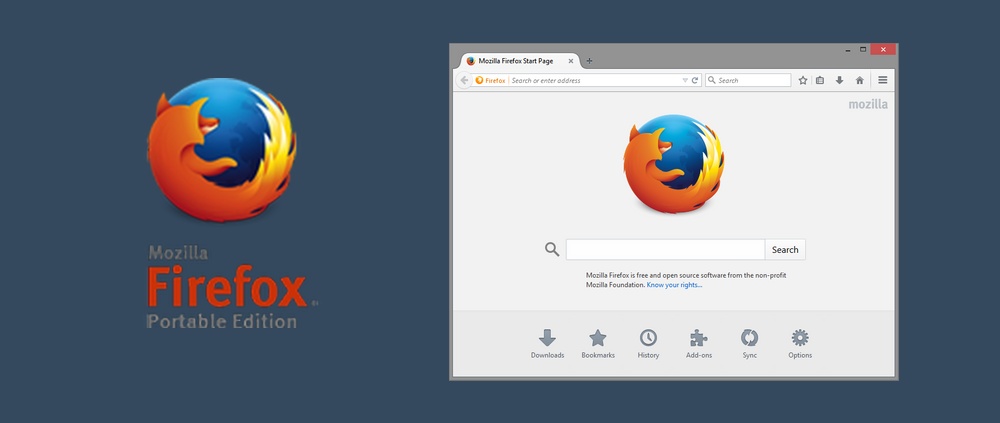 Mozilla
Firefox
Portable Edition
Mozilla Firefox Start Page
Firefox Search or enter address
Search
mozilla
Search
Mozilla Firefox is free and open source software from the non-profit
Mozilla Foundation. Know your rights...
Downloads Bookmarks History Add-ons Sync Options